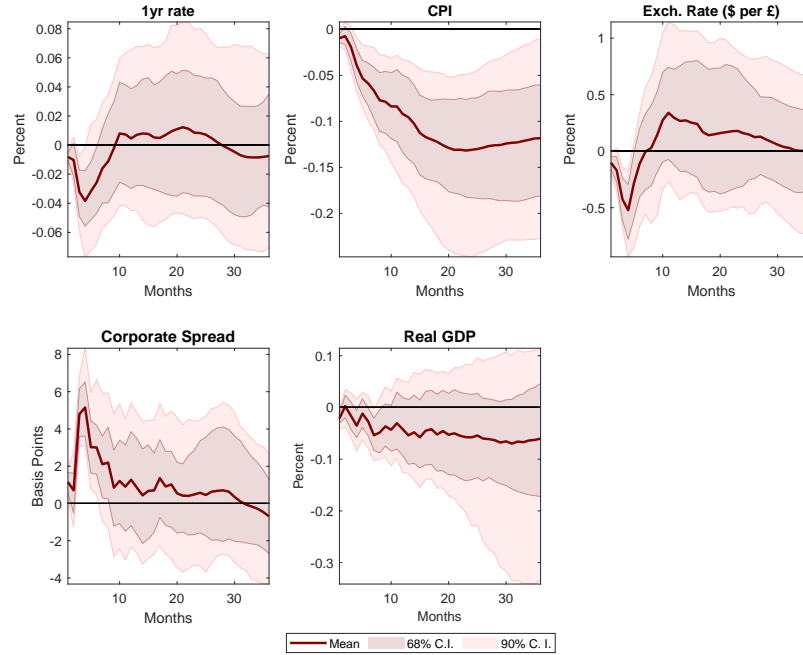 1yr rate
0.08
0.06
0.04
0.02
0
-0.02
-0.04
-0.06
Percent
10
20
30
Months
CPI
0
-0.05
-0.1
-0.15
-0.2
Percent
10
20
30
Months
Exch. Rate ($ per £)
1
0.5
0
-0.5
Percent
10
20
30
Months
Corporate Spread
8
6
4
2
0
-2
-4
Basis Points
10
20
30
Months
Real GDP
0.1
0
-0.1
-0.2
-0.3
Percent
10
20
30
Months
Mean 68% C.I. 90% C. I.